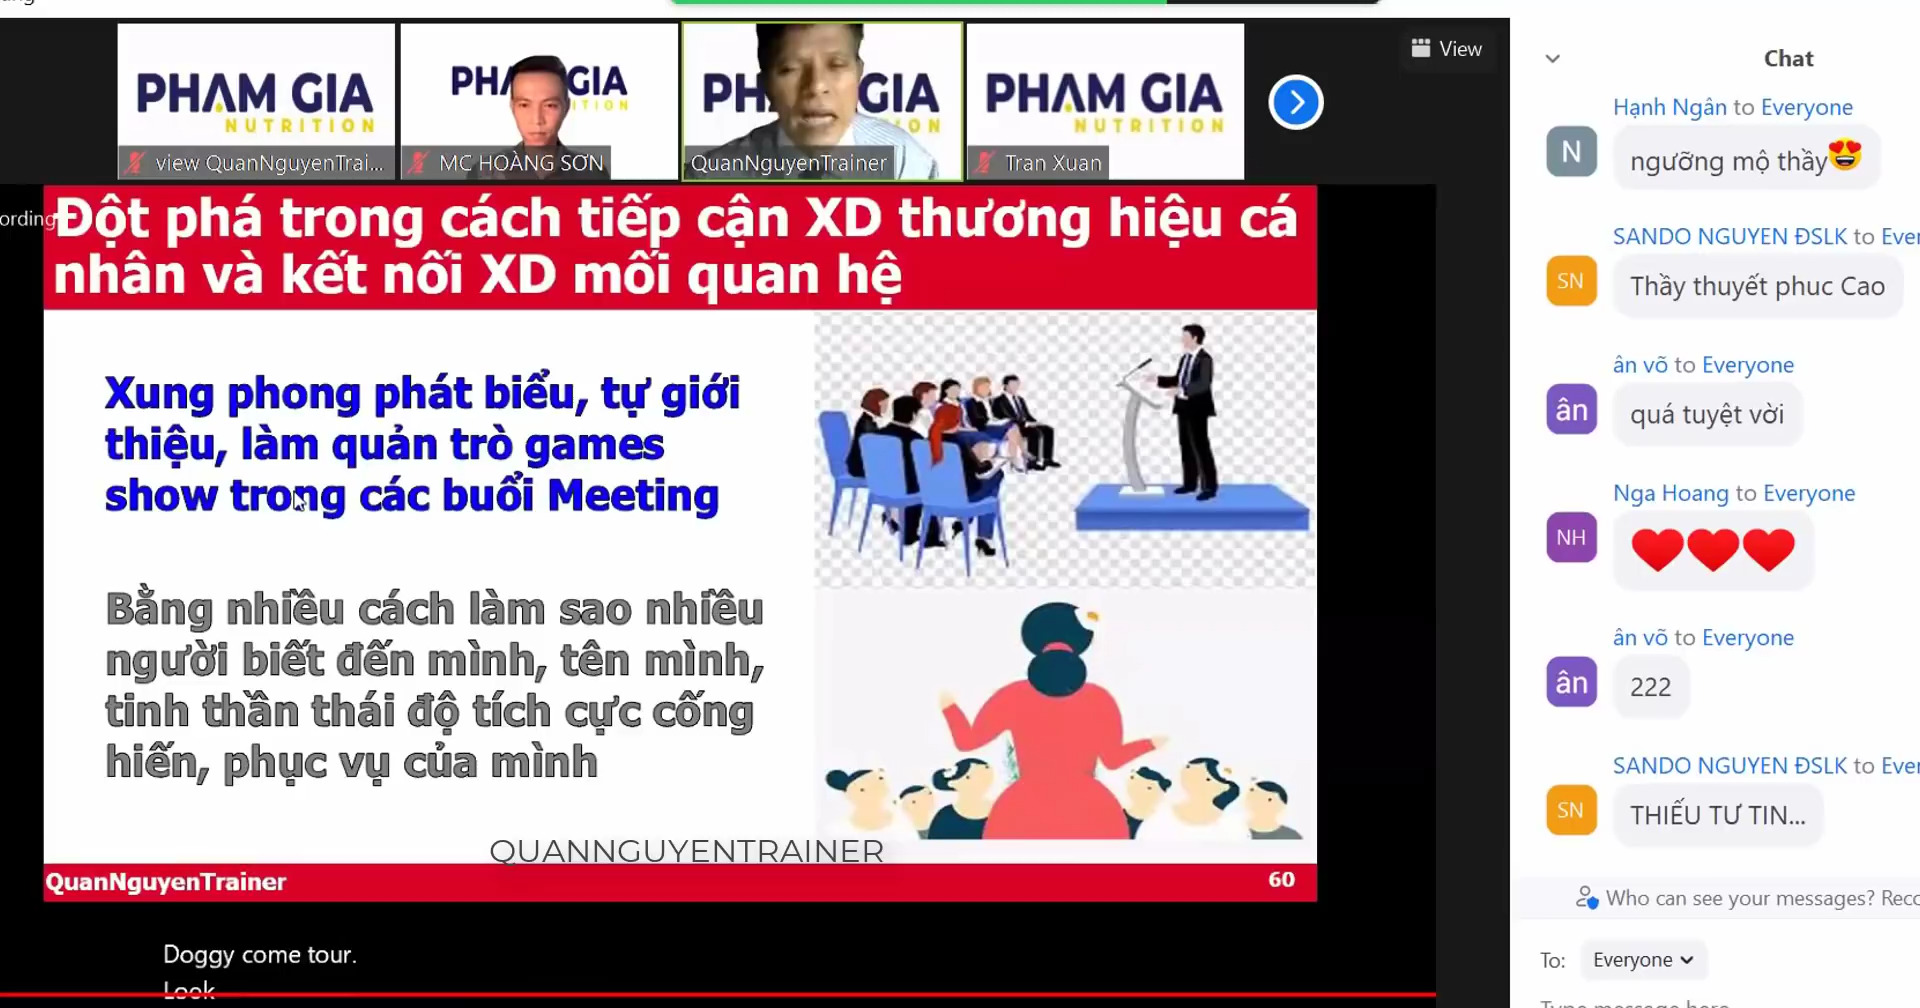 View
PHAM GIA
NUTRITION
view QuanNguyenTrai...
MC HOÀNG SƠN
QuanNguyenTrainer
PHAM GIA
NUTRITION
Tran Xuan
Đột phá trong cách tiếp cận XD thương hiệu cá
nhân và kết nối XD mối quan hệ
Xung phong phát biểu, tự giới
thiệu, làm quản trò games
show trong các buổi Meeting
Bằng nhiều cách làm sao nhiều
người biết đến mình, tên mình,
tinh thần thái độ tích cực cống
hiến, phục vụ của mình
QUANNGUYENTRAINER
QuanNguyenTrainer
60
Doggy come tour.
Look
Chat
Hạnh Ngân to Everyone
N
ngưỡng mộ thầy😍
SANDO NGUYEN ĐSLK to Ever
SN
Thầy thuyết phuc Cao
ân võ to Everyone
ân
quá tuyệt vời
Nga Hoang to Everyone
NH
❤️❤️❤️
ân võ to Everyone
ân
222
SANDO NGUYEN ĐSLK to Ever
SN
THIẾU TƯ TIN...
Who can see your messages? Reco
To: Everyone
Type message here